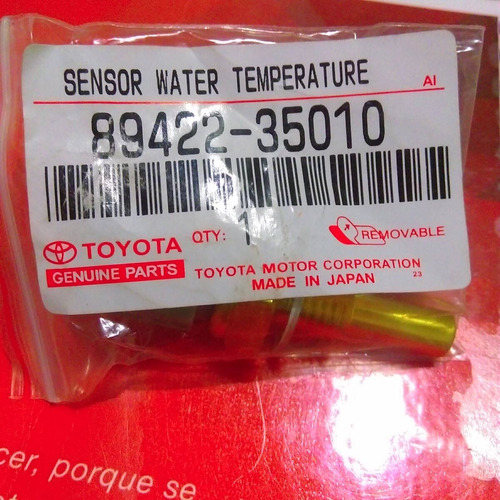 SENSOR WATER TEMPERATURE
AI
89422-35010
TOYOTA QTY: 1 REMOVABLE
GENUINE PARTS TOYOTA MOTOR CORPORATION
MADE IN JAPAN 23
cer, porque se